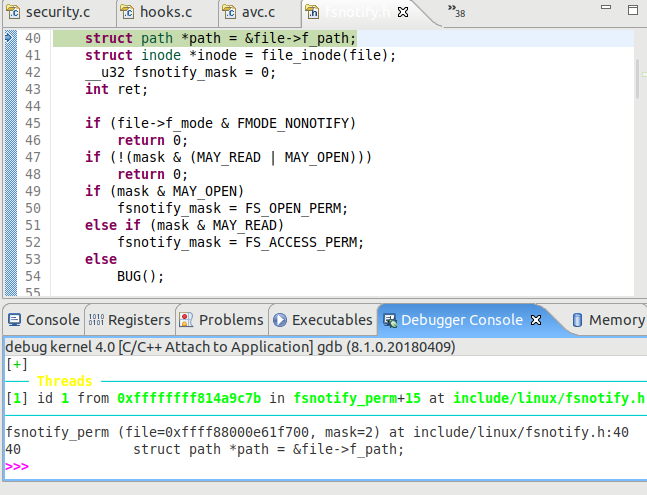 security.c hooks.c avc.c fsnotify.h »38
40 struct path *path = &file->f_path;
41 struct inode *inode = file_inode(file);
42 __u32 fsnotify_mask = 0;
43 int ret;
44
45 if (file->f_mode & FMODE_NONOTIFY)
46 return 0;
47 if (!(mask & (MAY_READ | MAY_OPEN)))
48 return 0;
49 if (mask & MAY_OPEN)
50 fsnotify_mask = FS_OPEN_PERM;
51 else if (mask & MAY_READ)
52 fsnotify_mask = FS_ACCESS_PERM;
53 else
54 BUG();
55
Console Registers Problems Executables Debugger Console Memory
debug kernel 4.0 [C/C++ Attach to Application] gdb (8.1.0.20180409)
[+]
Threads
[1] id 1 from 0xffffffff814a9c7b in fsnotify_perm+15 at include/linux/fsnotify.h
fsnotify_perm (file=0xffff88000e61f700, mask=2) at include/linux/fsnotify.h:40
40 struct path *path = &file->f_path;
>>>